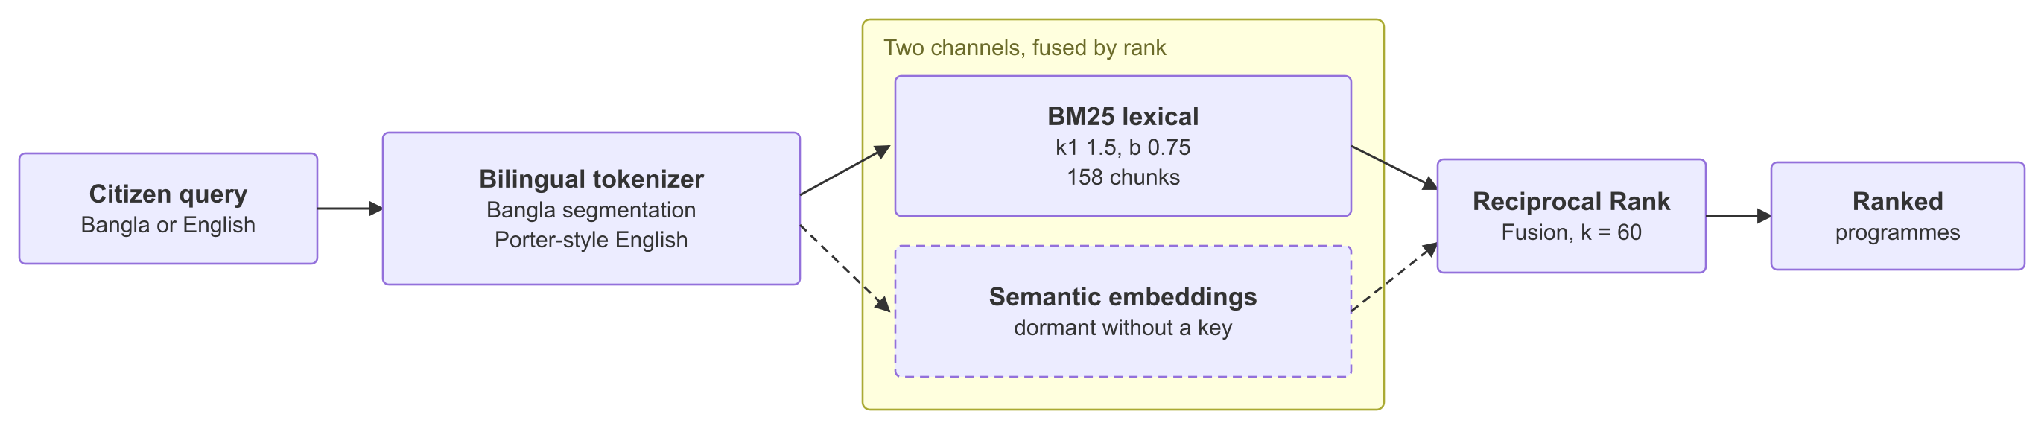 Citizen query
Bangla or English
Bilingual tokenizer
Bangla segmentation
Porter-style English
Two channels, fused by rank
BM25 lexical
k1 1.5, b 0.75
158 chunks
Semantic embeddings
dormant without a key
Reciprocal Rank
Fusion, k = 60
Ranked
programmes